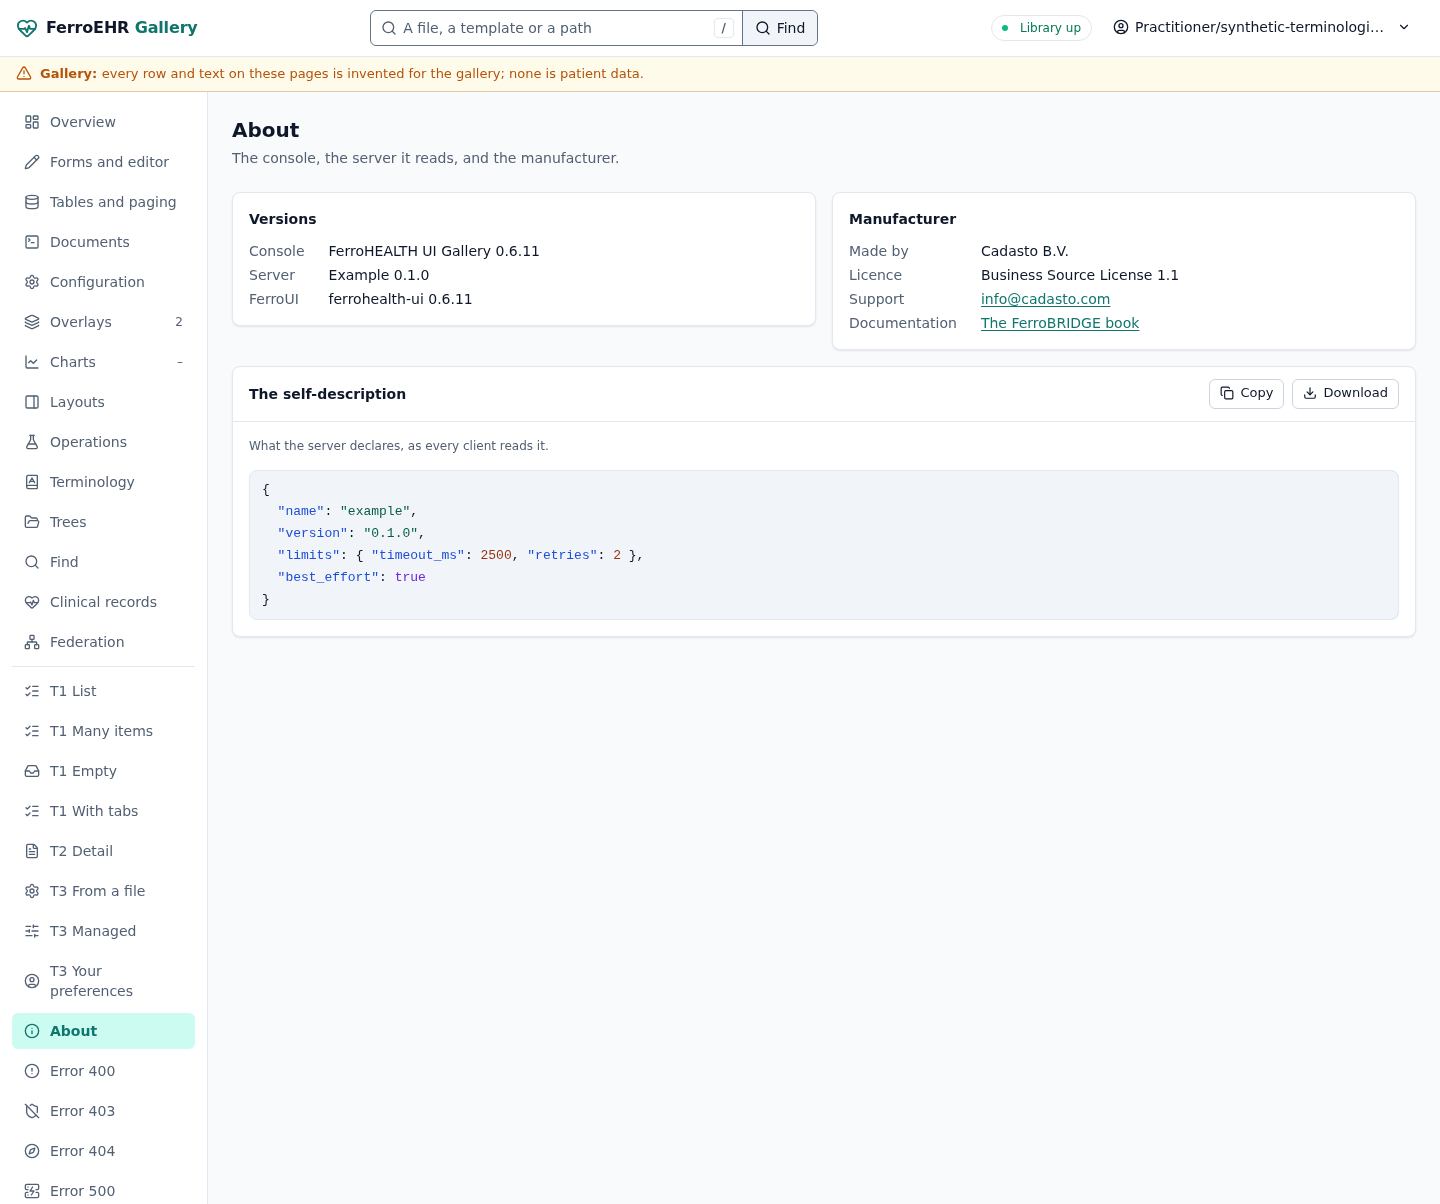 FerroEHR Gallery
A file, a template or a path
/
Find
Library up
Practitioner/synthetic-terminologi...
Gallery: every row and text on these pages is invented for the gallery; none is patient data.
Overview
Forms and editor
Tables and paging
Documents
Configuration
Overlays 2
Charts –
Layouts
Operations
Terminology
Trees
Find
Clinical records
Federation
T1 List
T1 Many items
T1 Empty
T1 With tabs
T2 Detail
T3 From a file
T3 Managed
T3 Your
preferences
About
Error 400
Error 403
Error 404
Error 500
About
The console, the server it reads, and the manufacturer.
Versions
Console FerroHEALTH UI Gallery 0.6.11
Server Example 0.1.0
FerroUI ferrohealth-ui 0.6.11
Manufacturer
Made by Cadasto B.V.
Licence Business Source License 1.1
Support info@cadasto.com
Documentation The FerroBRIDGE book
The self-description
Copy
Download
What the server declares, as every client reads it.
{
  "name": "example",
  "version": "0.1.0",
  "limits": { "timeout_ms": 2500, "retries": 2 },
  "best_effort": true
}